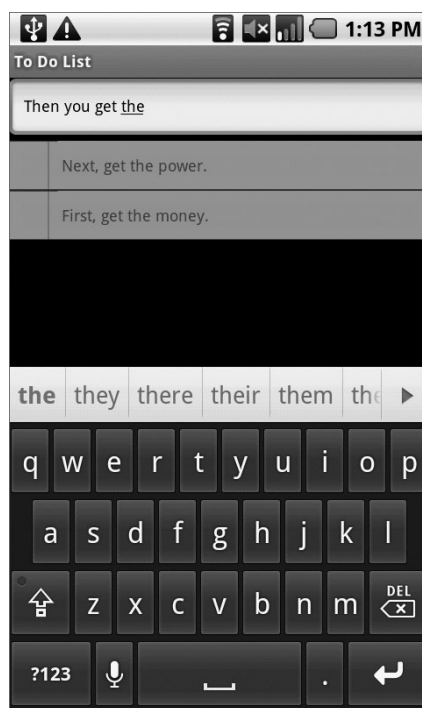 1:13 PM
To Do List
Then you get the
Next, get the power.
First, get the money.
the they there their them the
q w e r t y u i o p
a s d f g h j k l
z x c v b n m DEL
?123 .